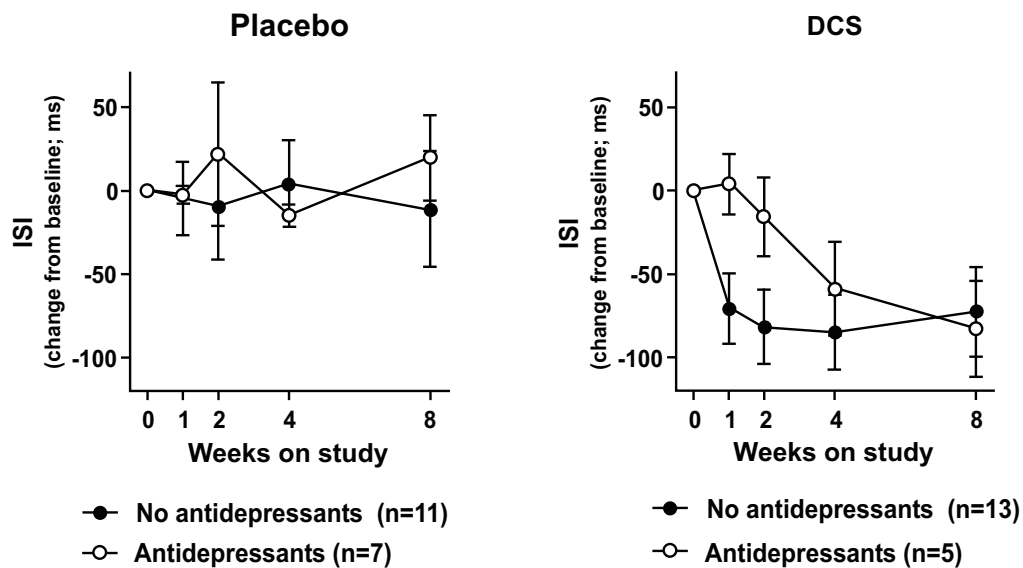 Placebo
50
0
-50
-100
ISI
(change from baseline; ms)
0 1 2 4 8
Weeks on study
No antidepressants (n=11)
Antidepressants (n=7)
DCS
50
0
-50
-100
ISI
(change from baseline; ms)
0 1 2 4 8
Weeks on study
No antidepressants (n=13)
Antidepressants (n=5)